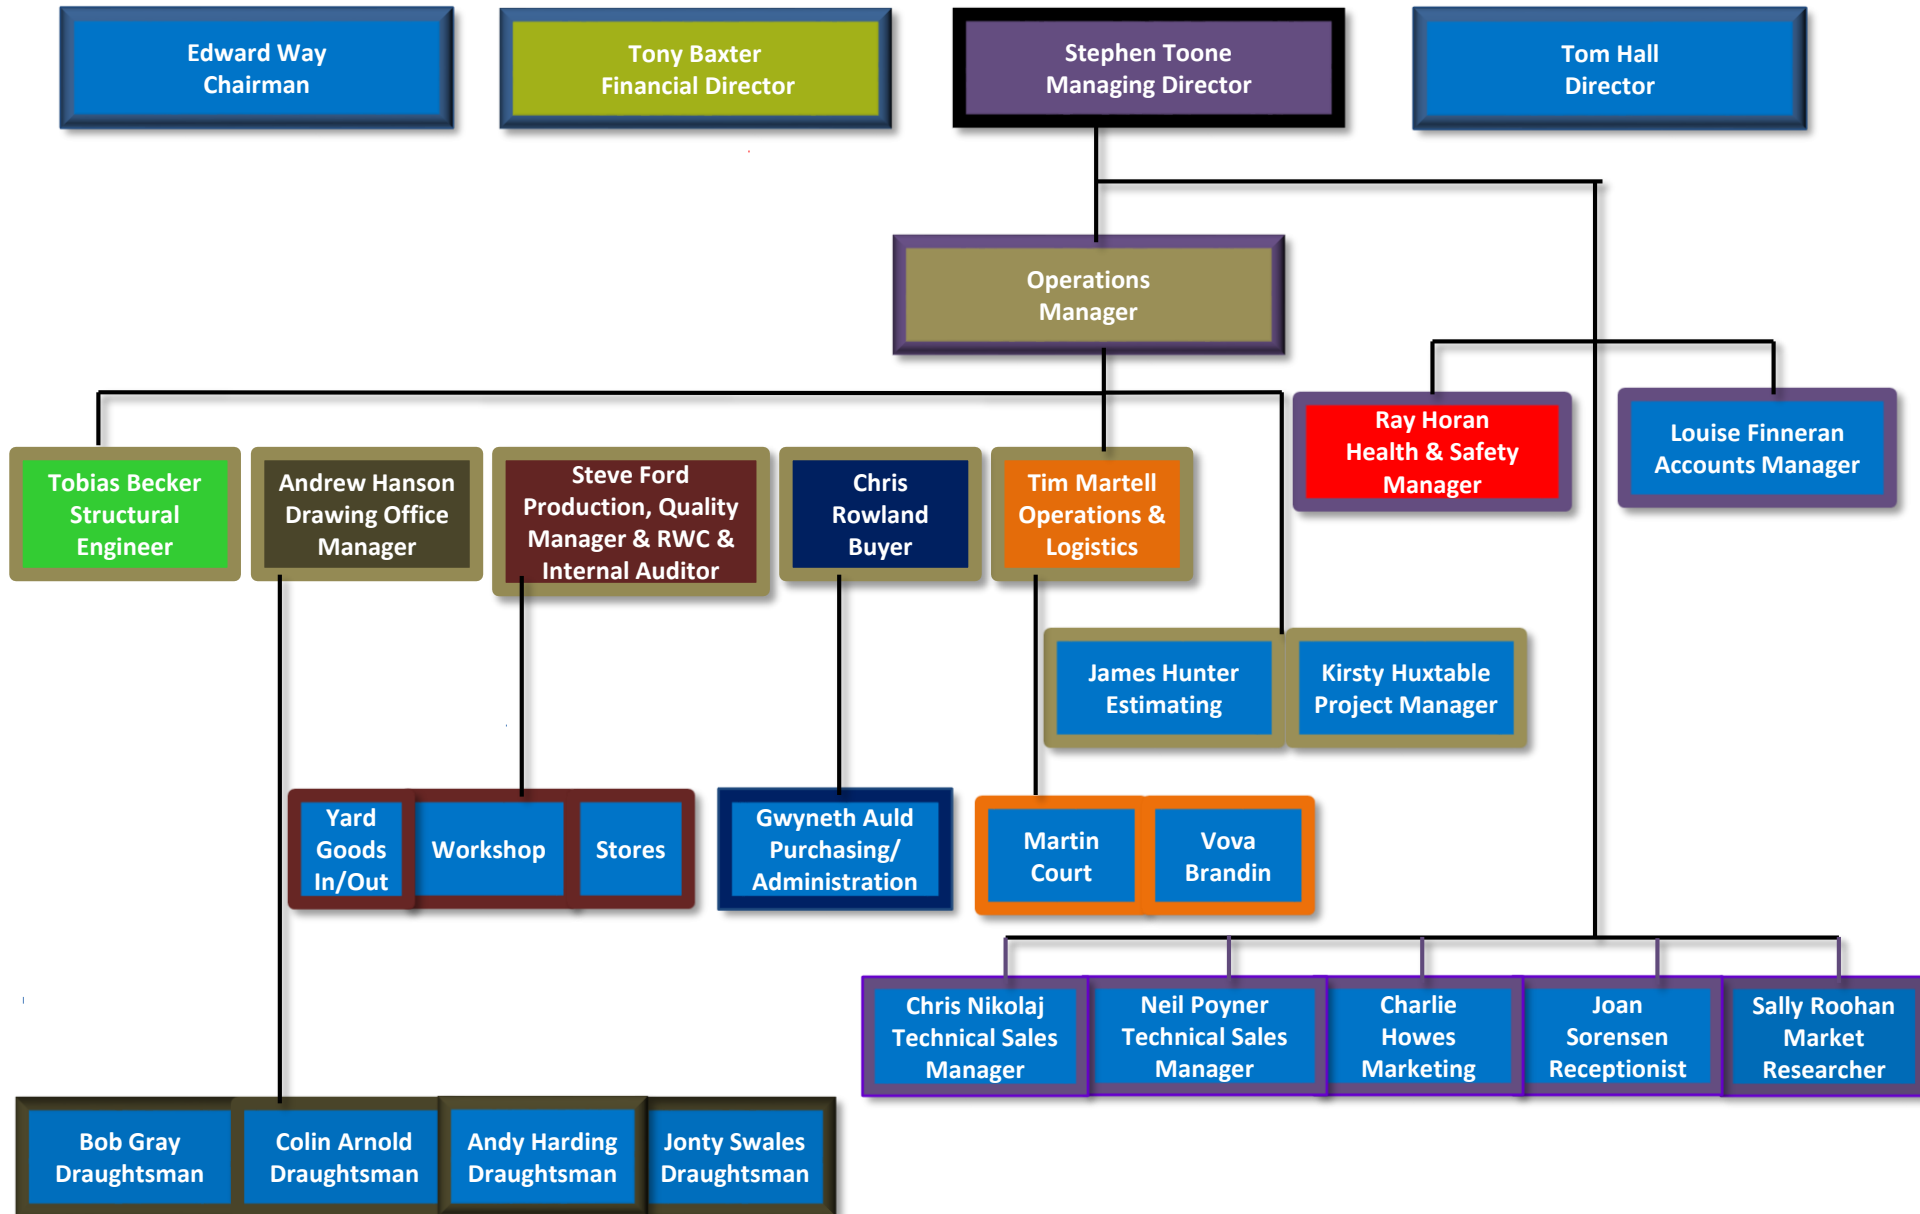 Edward Way
Chairman
Tony Baxter
Financial Director
Stephen Toone
Managing Director
Tom Hall
Director
Operations
Manager
Ray Horan
Health & Safety
Manager
Louise Finneran
Accounts Manager
Tobias Becker
Structural
Engineer
Andrew Hanson
Drawing Office
Manager
Steve Ford
Production, Quality
Manager & RWC &
Internal Auditor
Chris
Rowland
Buyer
Tim Martell
Operations &
Logistics
James Hunter
Estimating
Kirsty Huxtable
Project Manager
Yard
Goods
In/Out
Workshop
Stores
Gwyneth Auld
Purchasing/
Administration
Martin
Court
Vova
Brandin
Chris Nikolaj
Technical Sales
Manager
Neil Poyner
Technical Sales
Manager
Charlie
Howes
Marketing
Joan
Sorensen
Receptionist
Sally Roohan
Market
Researcher
Bob Gray
Draughtsman
Colin Arnold
Draughtsman
Andy Harding
Draughtsman
Jonty Swales
Draughtsman